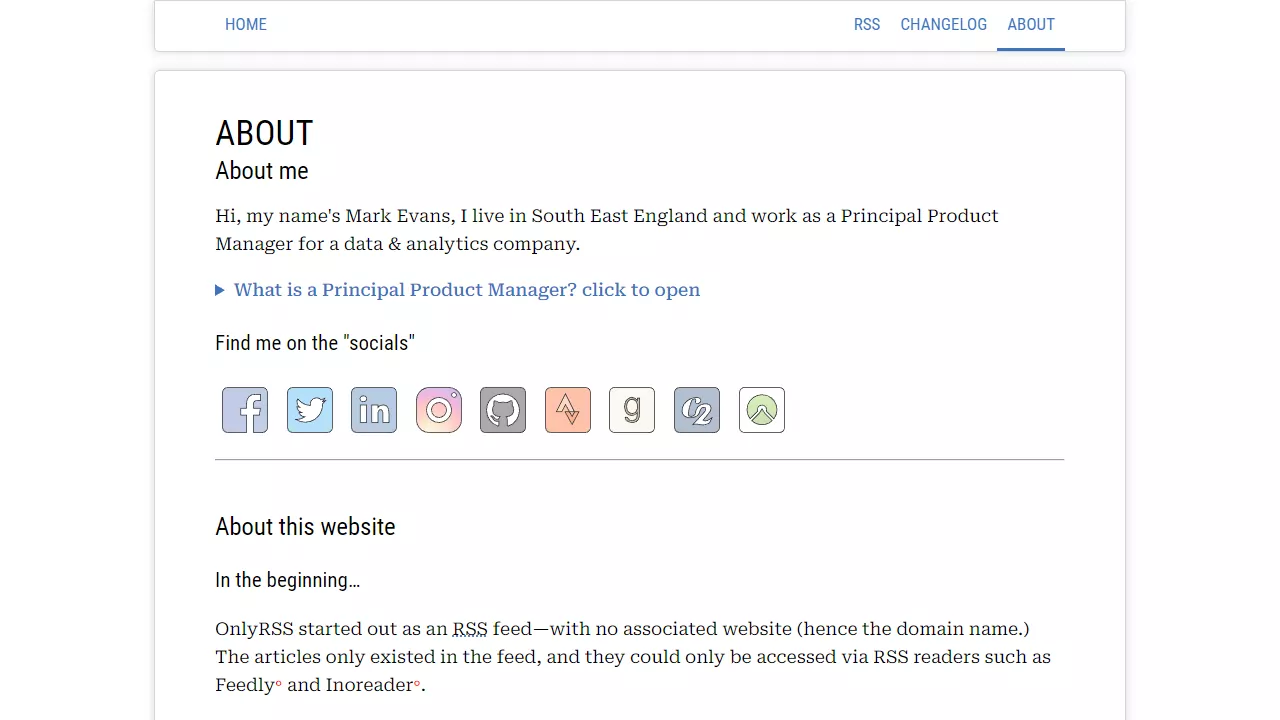 HOME RSS CHANGELOG ABOUT
ABOUT
About me
Hi, my name's Mark Evans, I live in South East England and work as a Principal Product
Manager for a data & analytics company.
▶ What is a Principal Product Manager? click to open
Find me on the "socials"
f in g C2
About this website
In the beginning…
OnlyRSS started out as an RSS feed—with no associated website (hence the domain name.)
The articles only existed in the feed, and they could only be accessed via RSS readers such as
Feedly° and Inoreader°.